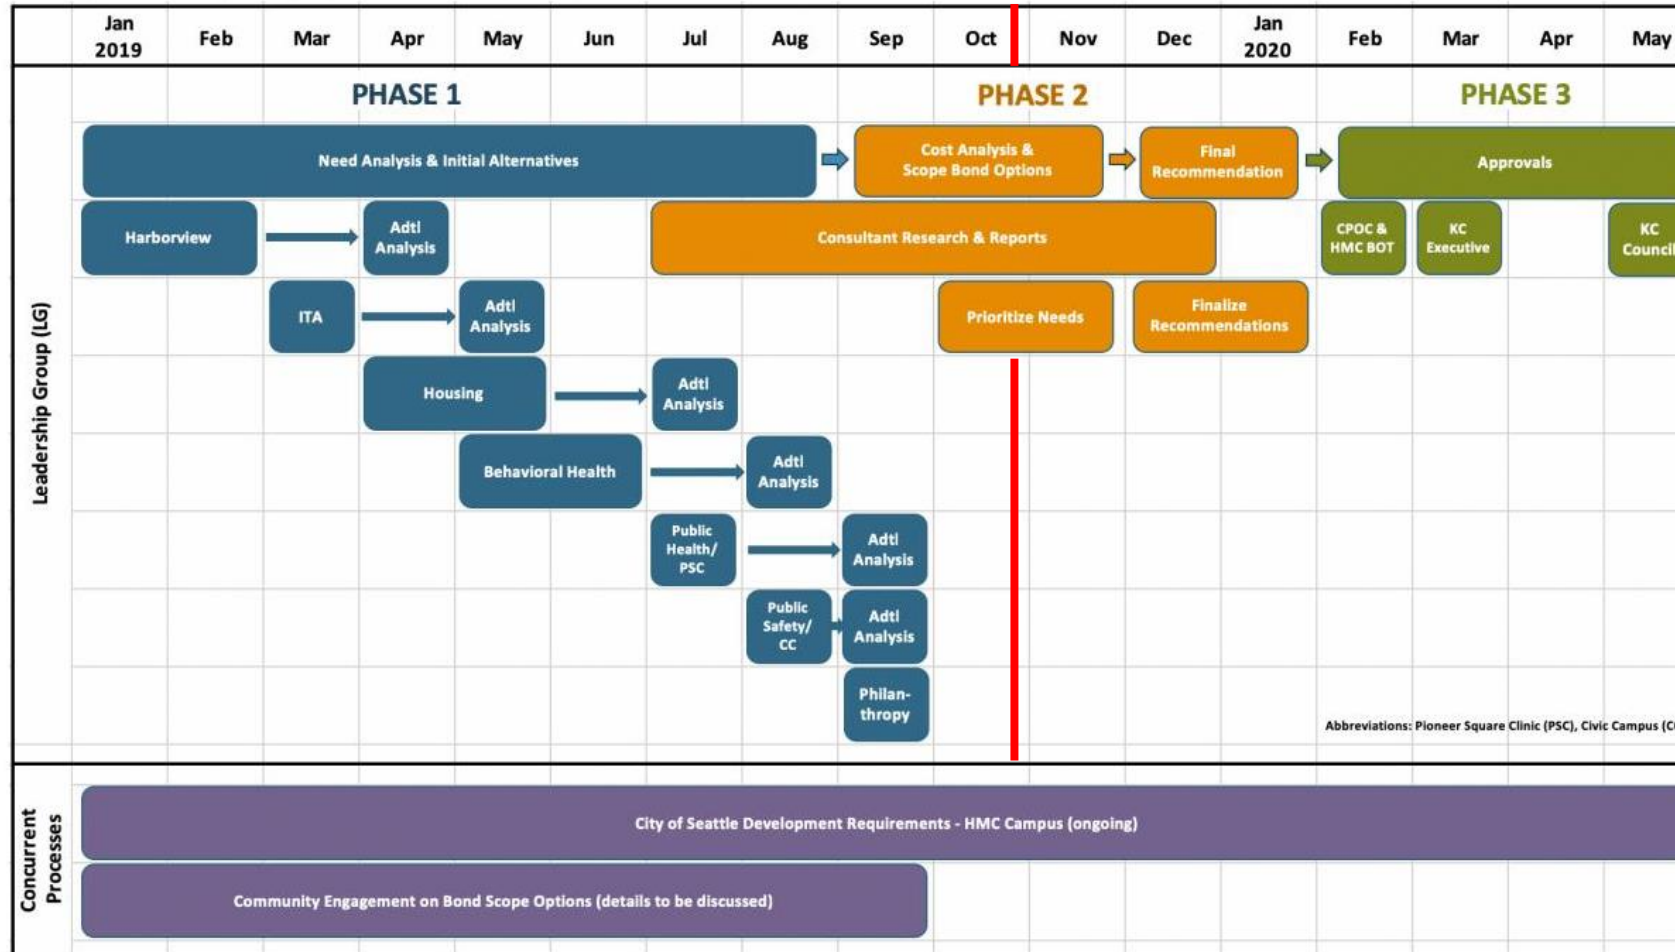 Jan
2019
Feb
Mar
Apr
May
Jun
Jul
Aug
Sep
Oct
Nov
Dec
Jan
2020
Feb
Mar
Apr
May
Leadership Group (LG)
PHASE 1
PHASE 2
PHASE 3
Need Analysis & Initial Alternatives
Cost Analysis &
Scope Bond Options
Final
Recommendation
Approvals
Harborview
Adtl
Analysis
Consultant Research & Reports
CPOC &
HMC BOT
KC
Executive
KC
Council
ITA
Adtl
Analysis
Prioritize Needs
Finalize
Recommendations
Housing
Adtl
Analysis
Behavioral Health
Adtl
Analysis
Public
Health/
PSC
Adtl
Analysis
Public
Safety/
CC
Adtl
Analysis
Philan-
thropy
Abbreviations: Pioneer Square Clinic (PSC), Civic Campus
Concurrent
Processes
City of Seattle Development Requirements - HMC Campus (ongoing)
Community Engagement on Bond Scope Options (details to be discussed)